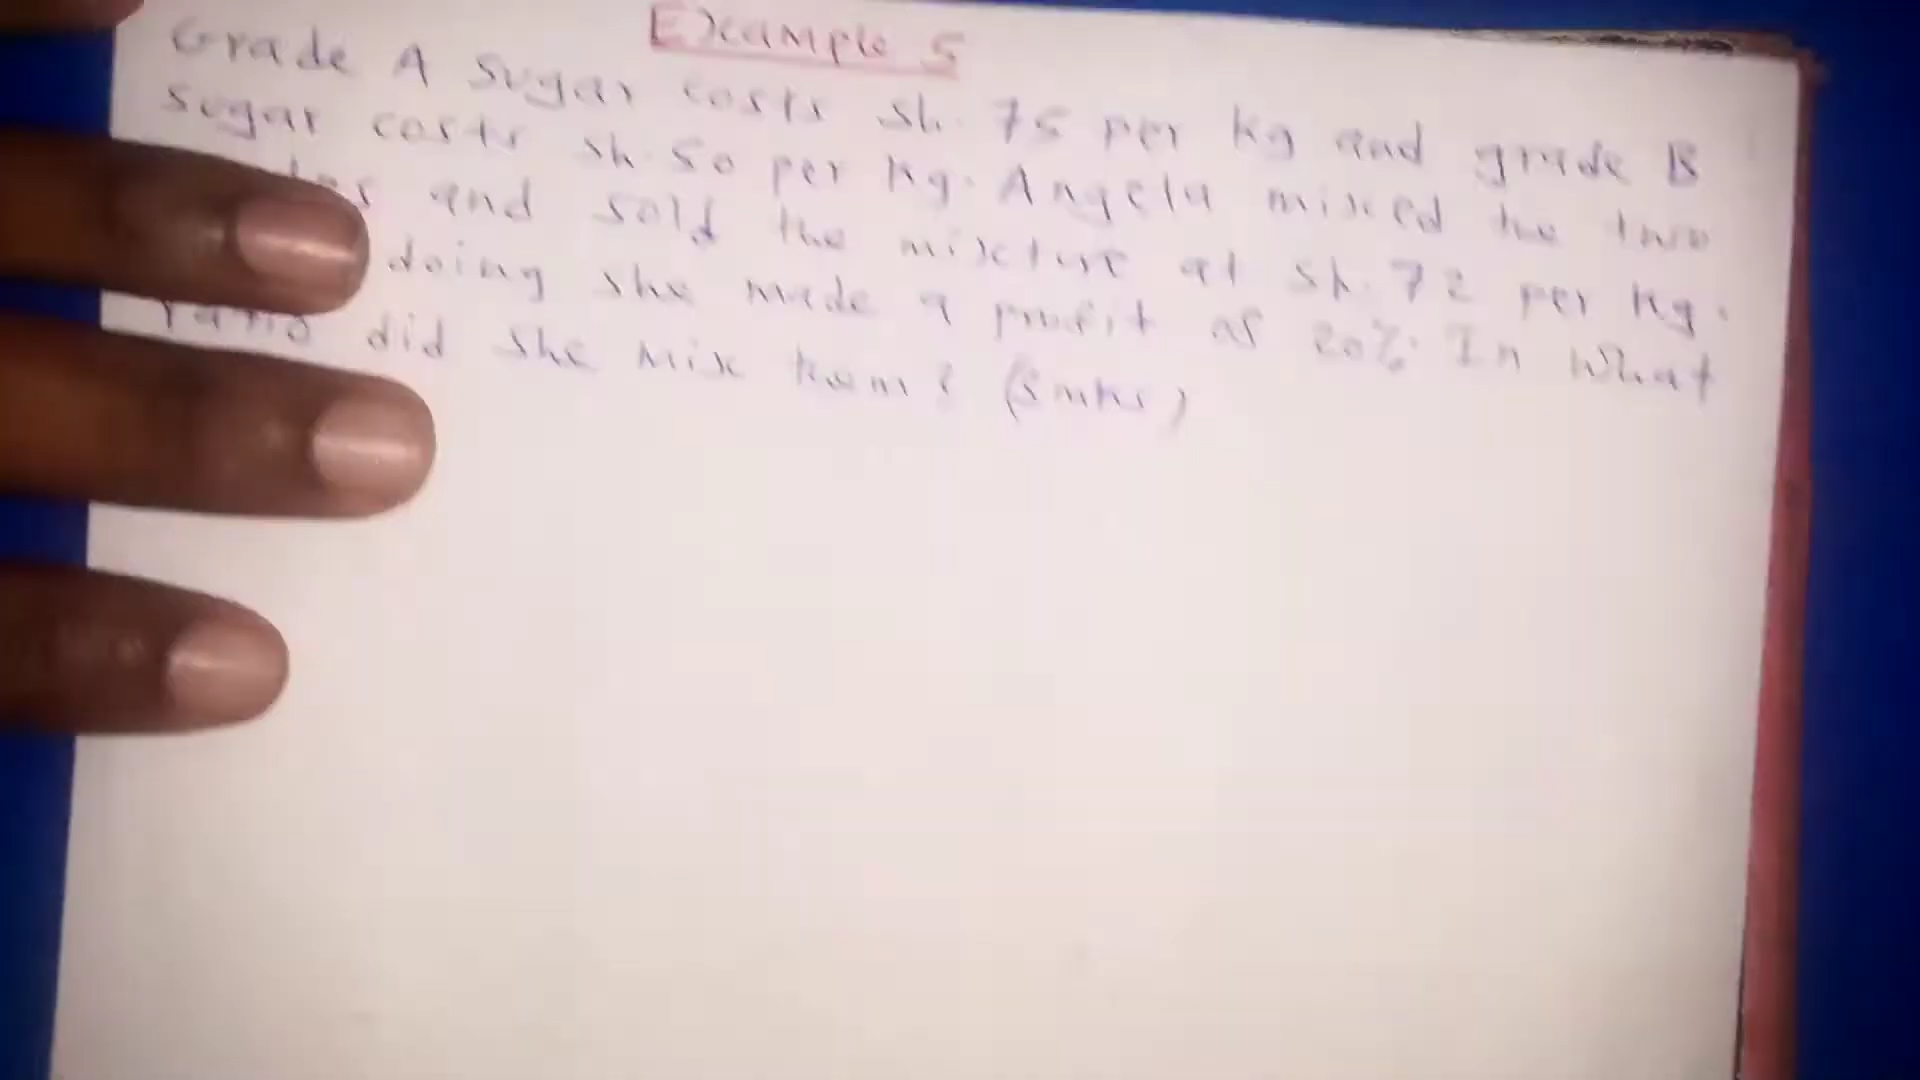 Example 5
Grade A sugar costs sh. 75 per kg and grade B
sugar costs sh. 50 per kg. Angela mixed the two
and sold the mixture at sh. 72 per kg.
doing she made a profit of 20%. In what
ratio did she mix them?